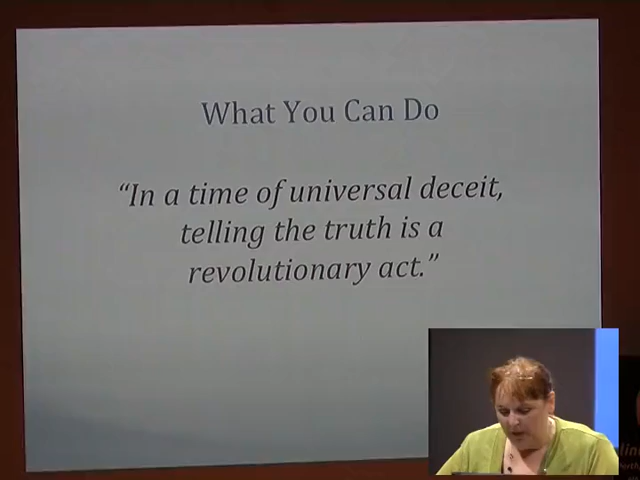 What You Can Do
“In a time of universal deceit,
telling the truth is a
revolutionary act.”